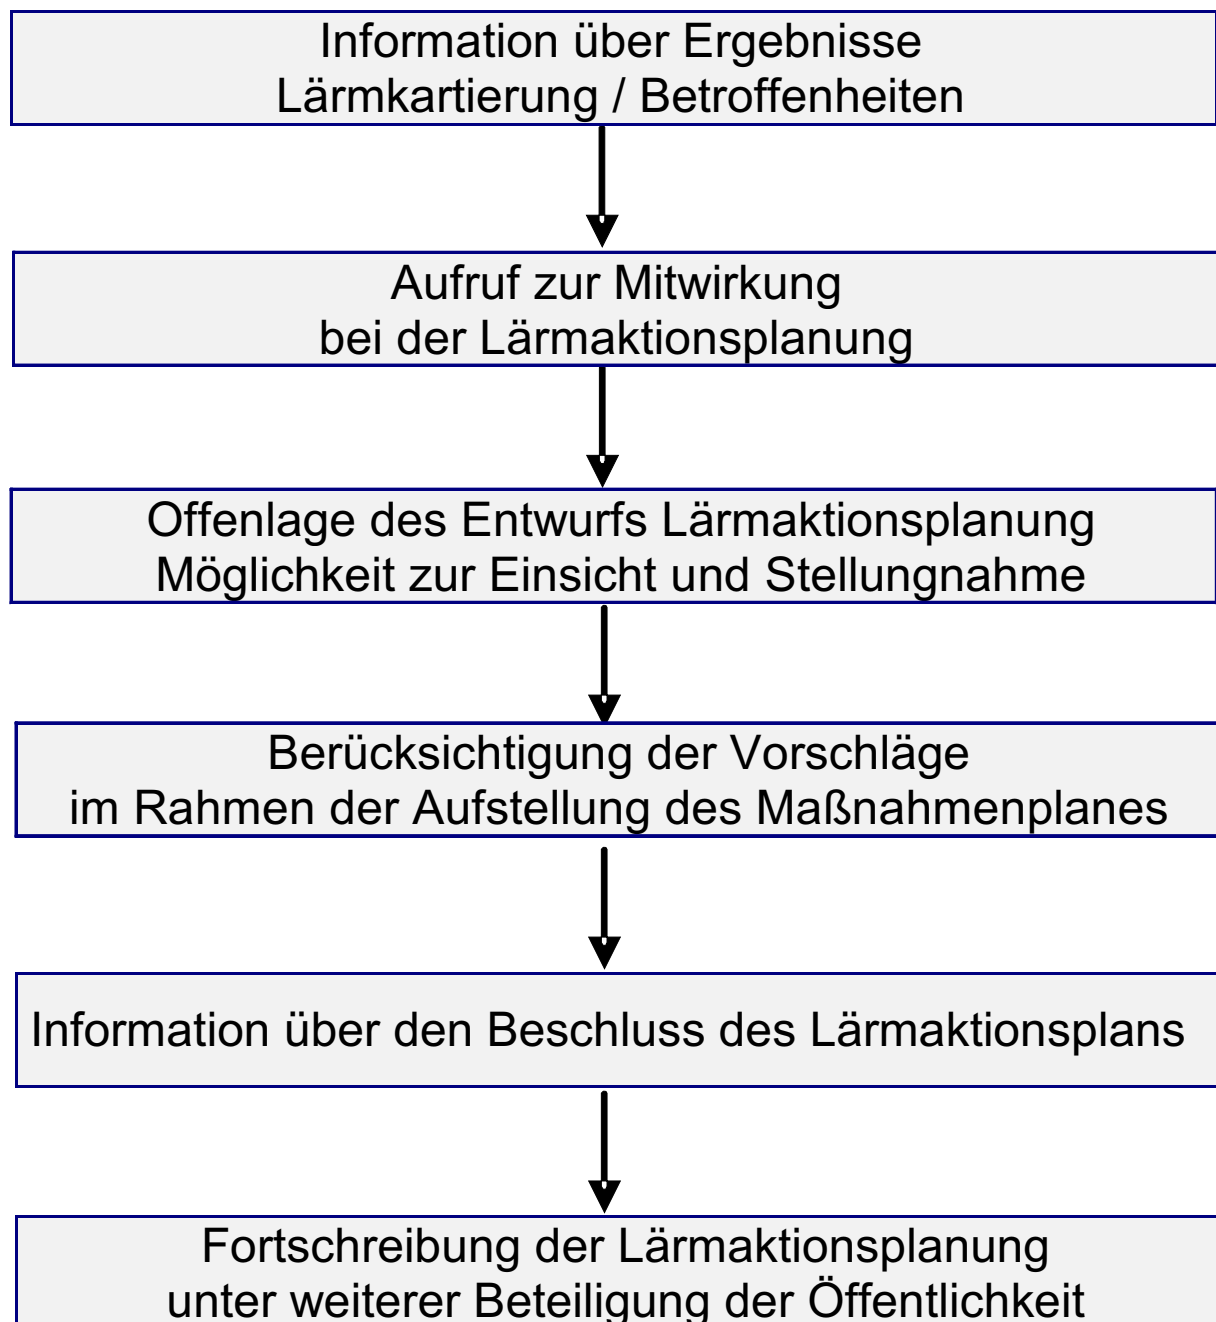 Information über Ergebnisse
Lärmkartierung / Betroffenheiten
Aufruf zur Mitwirkung
bei der Lärmaktionsplanung
Offenlage des Entwurfs Lärmaktionsplanung
Möglichkeit zur Einsicht und Stellungnahme
Berücksichtigung der Vorschläge
im Rahmen der Aufstellung des Maßnahmenplanes
Information über den Beschluss des Lärmaktionsplans
Fortschreibung der Lärmaktionsplanung
unter weiterer Beteiligung der Öffentlichkeit